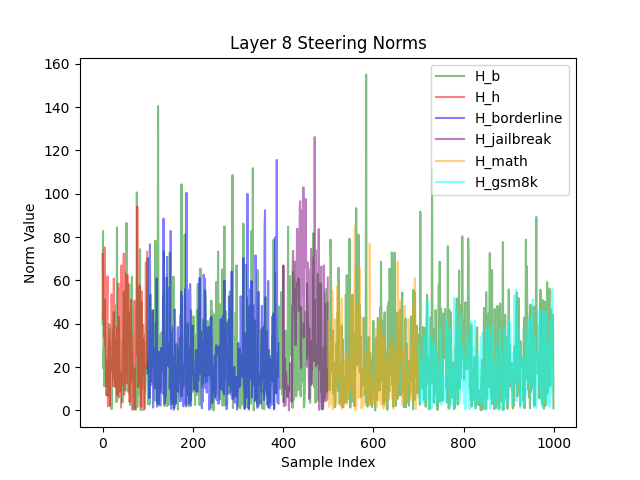 Layer 8 Steering Norms
160
140
120
100
80
60
40
20
0
Norm Value
H_b
H_h
H_borderline
H_jailbreak
H_math
H_gsm8k
0
200
400
600
800
1000
Sample Index